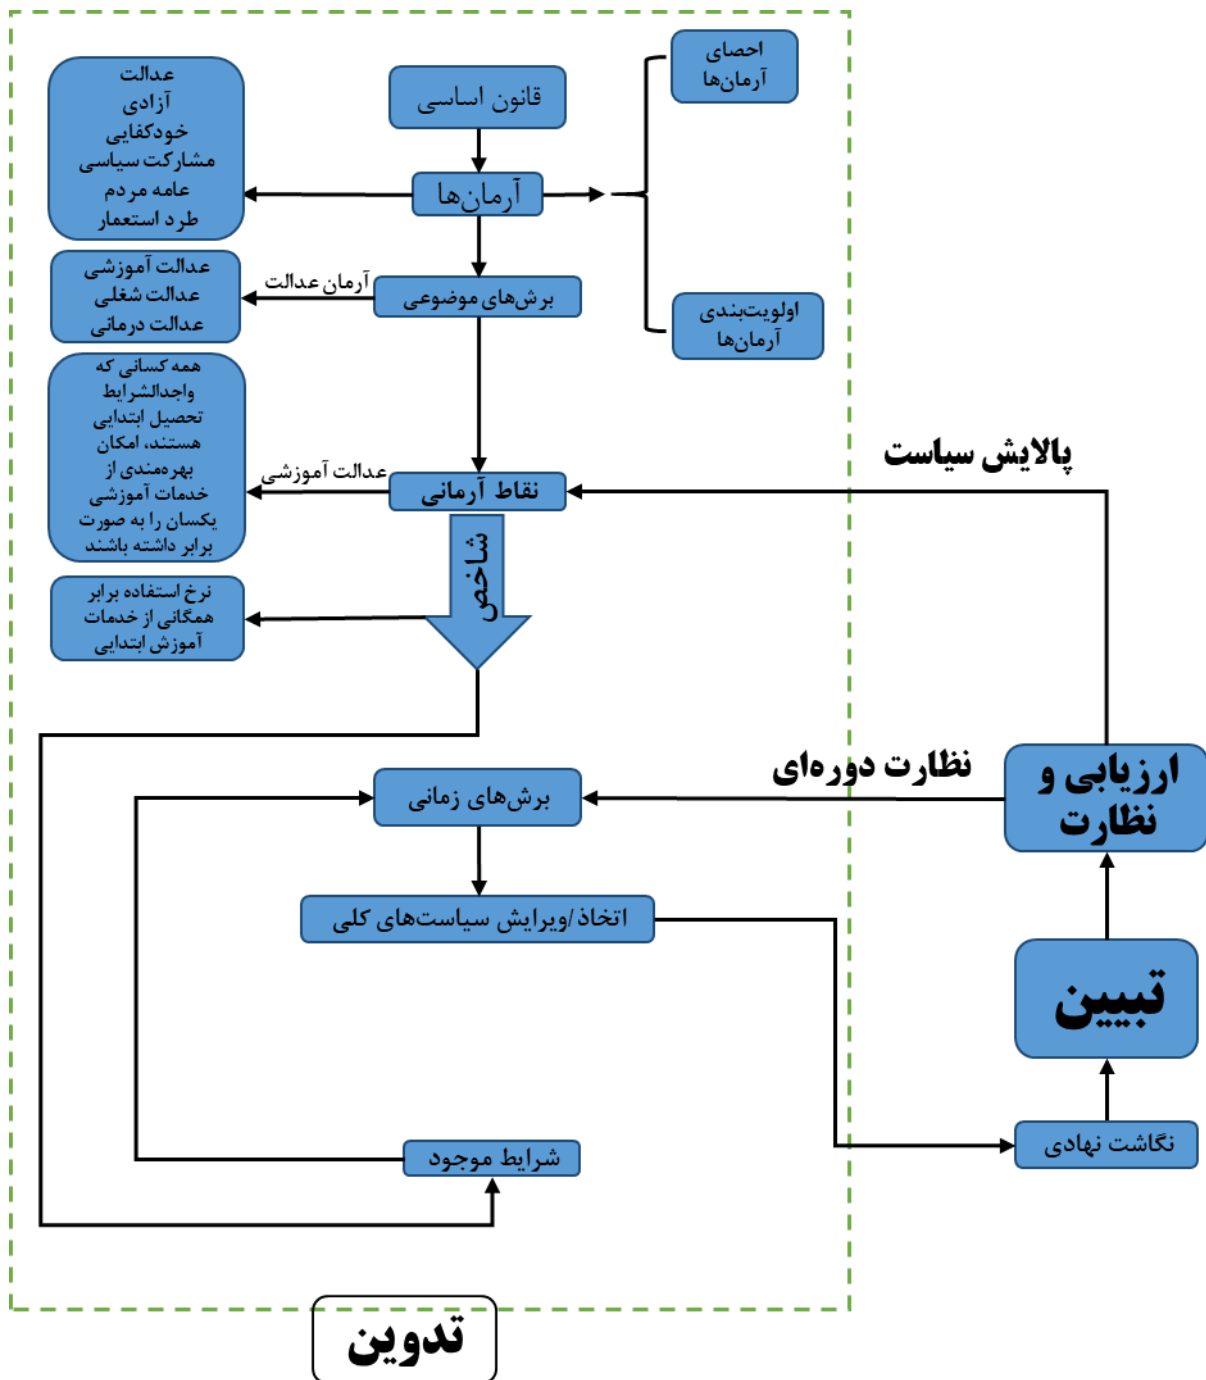 احصای
آرمان‌ها
قانون اساسی
عدالت
آزادی
خودکفایی
مشارکت سیاسی
عامه مردم
طرد استعمار
آرمان‌ها
اولویت‌بندی
آرمان‌ها
برش‌های موضوعی
آرمان عدالت
عدالت آموزشی
عدالت شغلی
عدالت درمانی
پالایش سیاست
نقاط آرمانی
عدالت آموزشی
همه کسانی که
واجدالشرایط
تحصیل ابتدایی
هستند، امکان
بهره‌مندی از
خدمات آموزشی
یکسان را به صورت
برابر داشته باشند
شاخص
نرخ استفاده برابر
همگانی از خدمات
آموزش ابتدایی
ارزیابی و
نظارت
نظارت دوره‌ای
برش‌های زمانی
اتخاذ/ویرایش سیاست‌های کلی
تبیین
نگاشت نهادی
شرایط موجود
تدوین